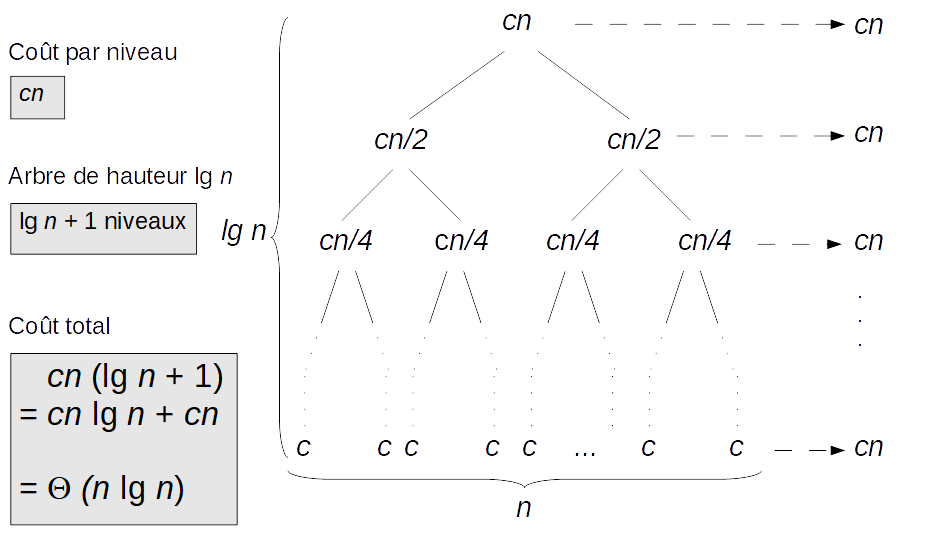 Coût par niveau
cn
Arbre de hauteur lg n
lg n + 1 niveaux
Coût total
cn (lg n + 1)
= cn lg n + cn
= Θ (n lg n)
lg n
cn cn
cn/2 cn/2 cn
cn/4 cn/4 cn/4 cn/4 cn
.
.
.
c c c c c ... c c cn
n